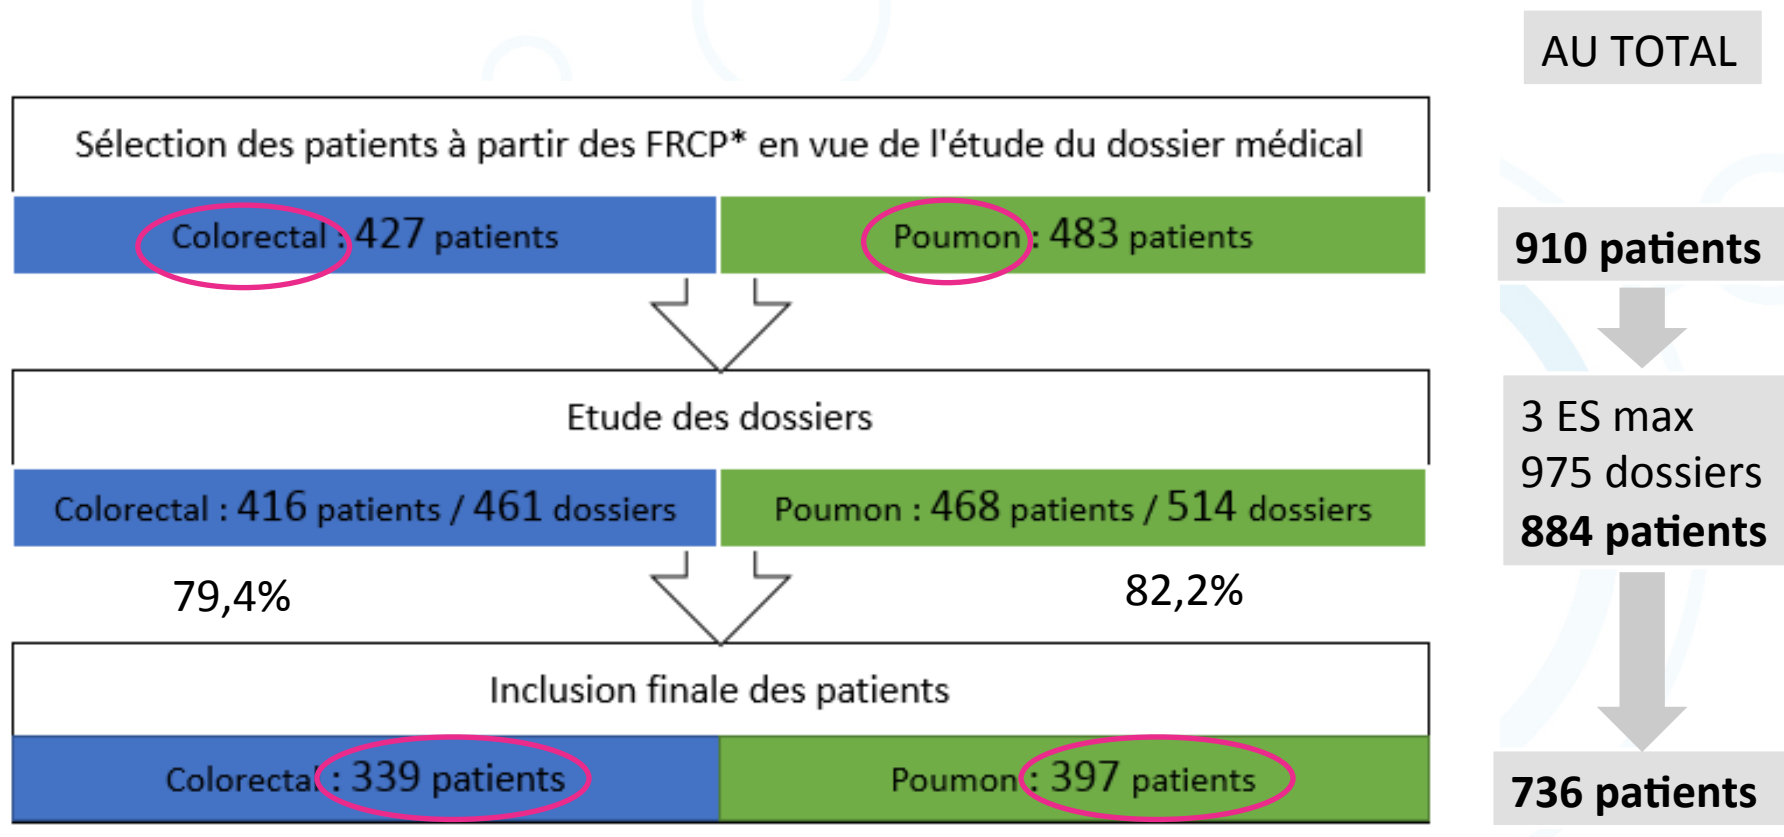 AU TOTAL
Sélection des patients à partir des FRCP* en vue de l'étude du dossier médical
Colorectal : 427 patients
Poumon : 483 patients
910 patients
Etude des dossiers
Colorectal : 416 patients / 461 dossiers
Poumon : 468 patients / 514 dossiers
3 ES max
975 dossiers
884 patients
79,4%
82,2%
Inclusion finale des patients
Colorectal : 339 patients
Poumon : 397 patients
736 patients